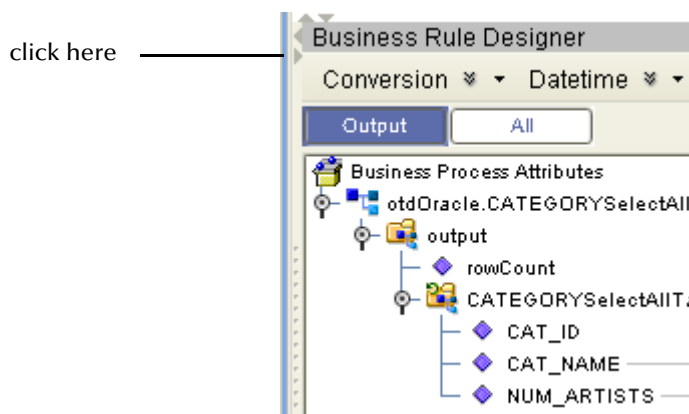 Business Rule Designer
click here
Conversion Datetime
Output All
Business Process Attributes
otdOracle.CATEGORYSelectAll
output
rowCount
CATEGORYSelectAllTa
CAT_ID
CAT_NAME
NUM_ARTISTS